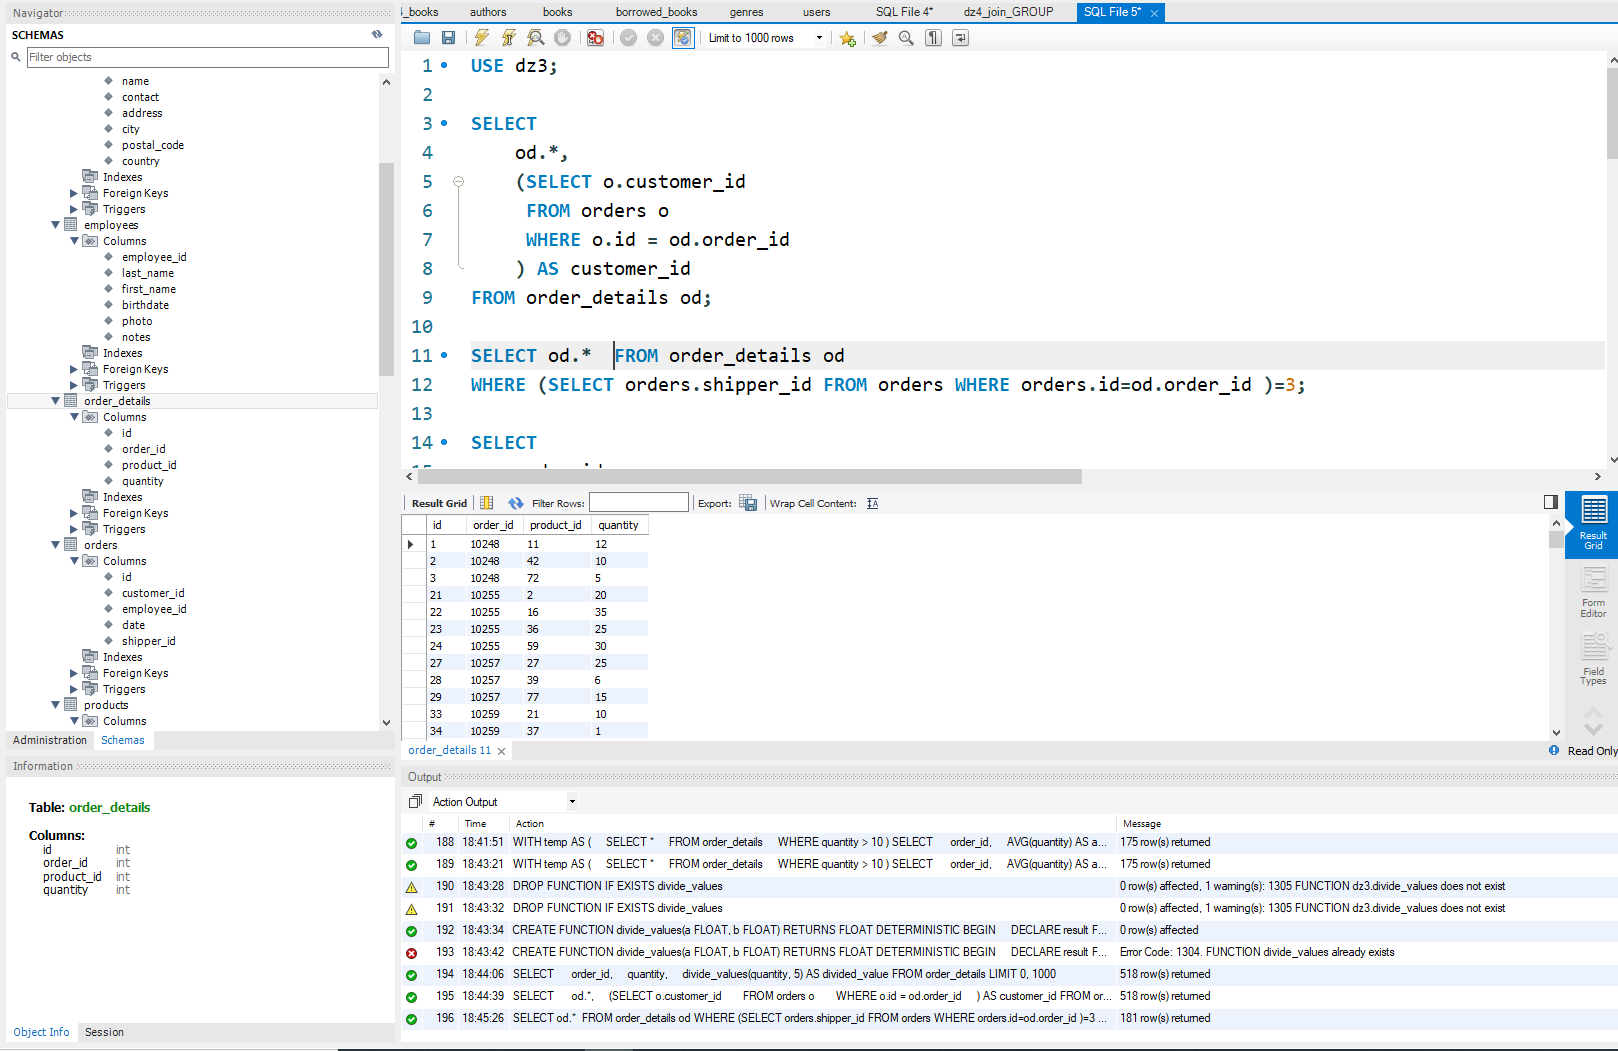 Navigator
SCHEMAS
Filter objects
name
contact
address
city
postal_code
country
Indexes
Foreign Keys
Triggers
employees
Columns
employee_id
last_name
first_name
birthdate
photo
notes
Indexes
Foreign Keys
Triggers
order_details
Columns
id
order_id
product_id
quantity
Indexes
Foreign Keys
Triggers
orders
Columns
id
customer_id
employee_id
date
shipper_id
Indexes
Foreign Keys
Triggers
products
Columns
Administration Schemas
Information
Table: order_details
Columns:
id int
order_id int
product_id int
quantity int
Object Info Session
_books authors books borrowed_books genres users SQL File 4* dz4_join_GROUP SQL File 5*
Limit to 1000 rows
1 USE dz3;
2
3 SELECT
4 od.*,
5 (SELECT o.customer_id
6 FROM orders o
7 WHERE o.id = od.order_id
8 ) AS customer_id
9 FROM order_details od;
10
11 SELECT od.* FROM order_details od
12 WHERE (SELECT orders.shipper_id FROM orders WHERE orders.id=od.order_id )=3;
13
14 SELECT
Result Grid Filter Rows: Export: Wrap Cell Content:
id order_id product_id quantity
1 10248 11 12
2 10248 42 10
3 10248 72 5
21 10255 2 20
22 10255 16 35
23 10255 36 25
24 10255 59 30
27 10257 27 25
28 10257 39 6
29 10257 77 15
33 10259 21 10
34 10259 37 1
Result Grid
Form Editor
Field Types
order_details 11
Read Only
Output
Action Output
# Time Action Message
188 18:41:51 WITH temp AS ( SELECT * FROM order_details WHERE quantity > 10 ) SELECT order_id, AVG(quantity) AS a... 175 row(s) returned
189 18:43:21 WITH temp AS ( SELECT * FROM order_details WHERE quantity > 10 ) SELECT order_id, AVG(quantity) AS a... 175 row(s) returned
190 18:43:28 DROP FUNCTION IF EXISTS divide_values 0 row(s) affected, 1 warning(s): 1305 FUNCTION dz3.divide_values does not exist
191 18:43:32 DROP FUNCTION IF EXISTS divide_values 0 row(s) affected, 1 warning(s): 1305 FUNCTION dz3.divide_values does not exist
192 18:43:34 CREATE FUNCTION divide_values(a FLOAT, b FLOAT) RETURNS FLOAT DETERMINISTIC BEGIN DECLARE result F... 0 row(s) affected
193 18:43:42 CREATE FUNCTION divide_values(a FLOAT, b FLOAT) RETURNS FLOAT DETERMINISTIC BEGIN DECLARE result F... Error Code: 1304. FUNCTION divide_values already exists
194 18:44:06 SELECT order_id, quantity, divide_values(quantity, 5) AS divided_value FROM order_details LIMIT 0, 1000 518 row(s) returned
195 18:44:39 SELECT od.*, (SELECT o.customer_id FROM orders o WHERE o.id = od.order_id ) AS customer_id FROM or... 518 row(s) returned
196 18:45:26 SELECT od.* FROM order_details od WHERE (SELECT orders.shipper_id FROM orders WHERE orders.id=od.order_id )=3 ... 181 row(s) returned